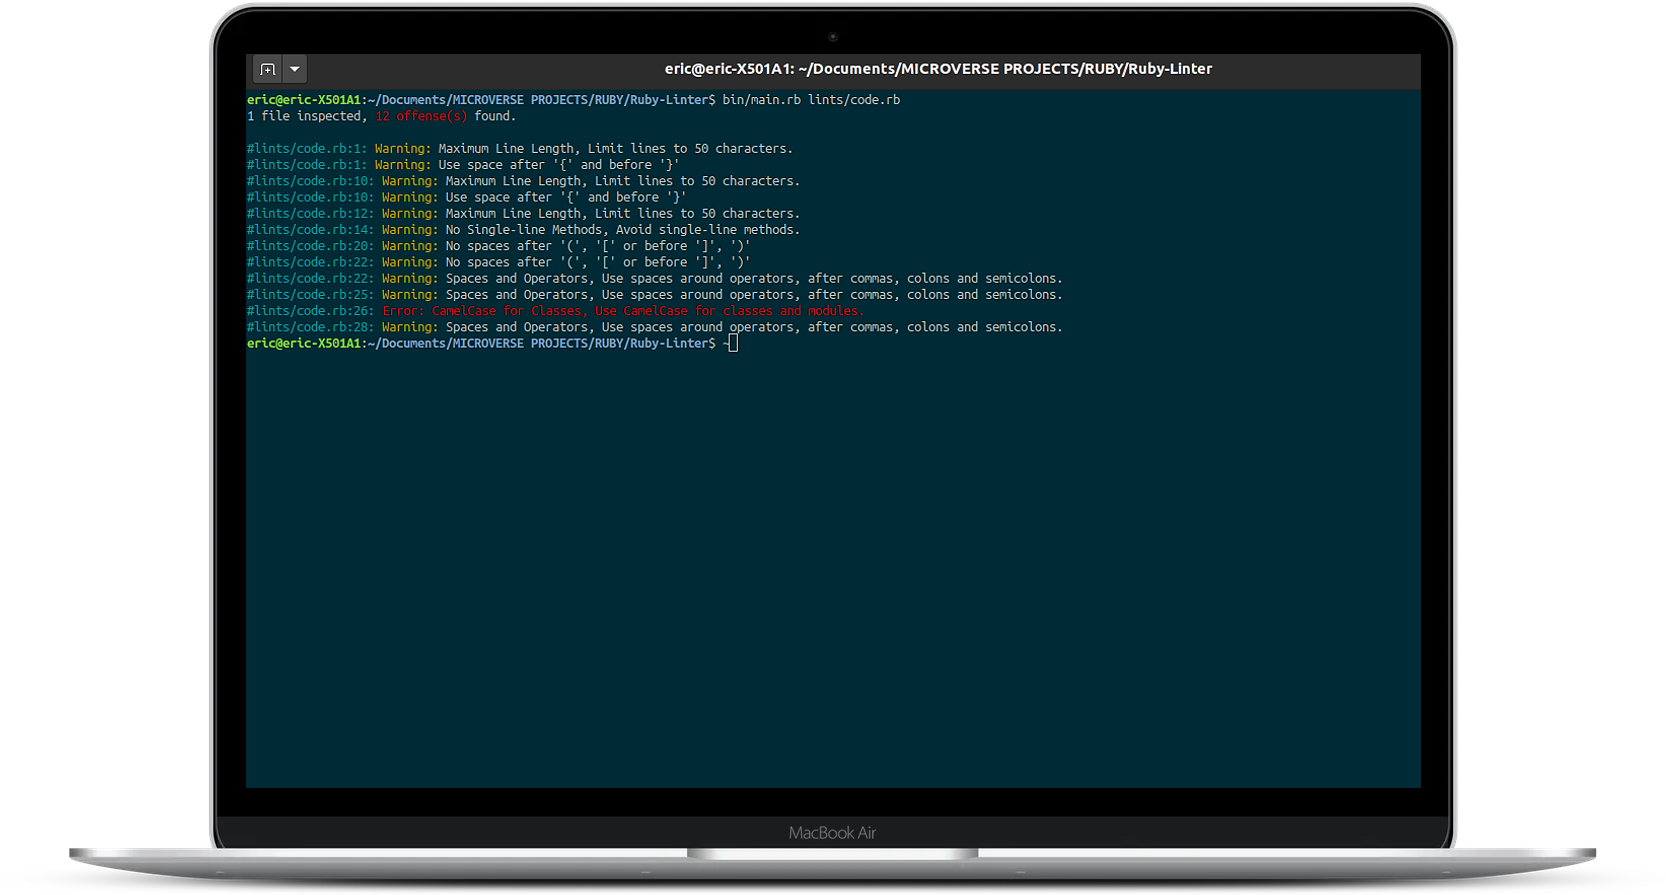 eric@eric-X501A1: ~/Documents/MICROVERSE PROJECTS/RUBY/Ruby-Linter
eric@eric-X501A1:~/Documents/MICROVERSE PROJECTS/RUBY/Ruby-Linter$ bin/main.rb lints/code.rb
1 file inspected, 12 offense(s) found.
#lints/code.rb:1: Warning: Maximum Line Length, Limit lines to 50 characters.
#lints/code.rb:1: Warning: Use space after '{' and before '}'
#lints/code.rb:10: Warning: Maximum Line Length, Limit lines to 50 characters.
#lints/code.rb:10: Warning: Use space after '{' and before '}'
#lints/code.rb:12: Warning: Maximum Line Length, Limit lines to 50 characters.
#lints/code.rb:14: Warning: No Single-line Methods, Avoid single-line methods.
#lints/code.rb:20: Warning: No spaces after '(', '[' or before ']', ')'
#lints/code.rb:22: Warning: No spaces after '(', '[' or before ']', ')'
#lints/code.rb:22: Warning: Spaces and Operators, Use spaces around operators, after commas, colons and semicolons.
#lints/code.rb:25: Warning: Spaces and Operators, Use spaces around operators, after commas, colons and semicolons.
#lints/code.rb:26: Error: CamelCase for Classes, Use CamelCase for classes and modules.
#lints/code.rb:28: Warning: Spaces and Operators, Use spaces around operators, after commas, colons and semicolons.
eric@eric-X501A1:~/Documents/MICROVERSE PROJECTS/RUBY/Ruby-Linter$ ~
MacBook Air